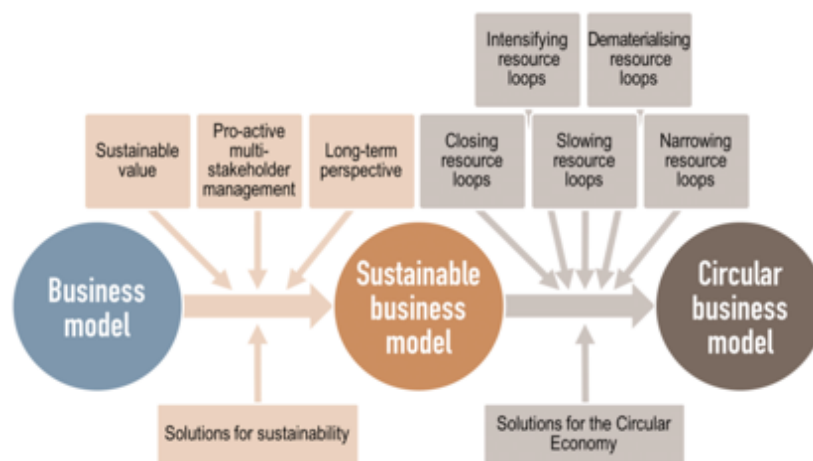 Intensifying
resource
loops
Dematerialising
resource
loops
Sustainable
value
Pro-active
multi-
stakeholder
management
Long-term
perspective
Closing
resource
loops
Slowing
resource
loops
Narrowing
resource
loops
Business
model
Sustainable
business
model
Circular
business
model
Solutions for sustainability
Solutions for the Circular
Economy